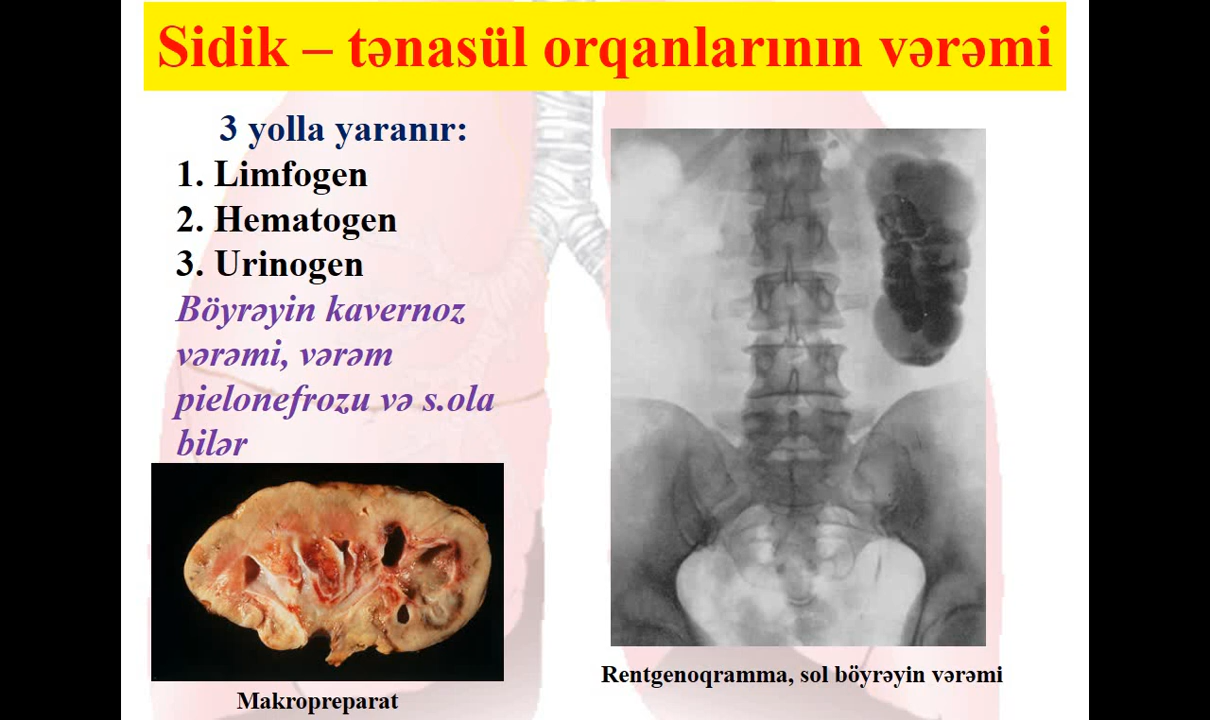 Sidik – tənasül orqanlarının vərəmi
3 yolla yaranır:
1. Limfogen
2. Hematogen
3. Urinogen
Böyrəyin kavernoz
vərəmi, vərəm
pielonefrozu və s.ola
bilər
Makropreparat
Rentgenoqramma, sol böyrəyin vərəmi